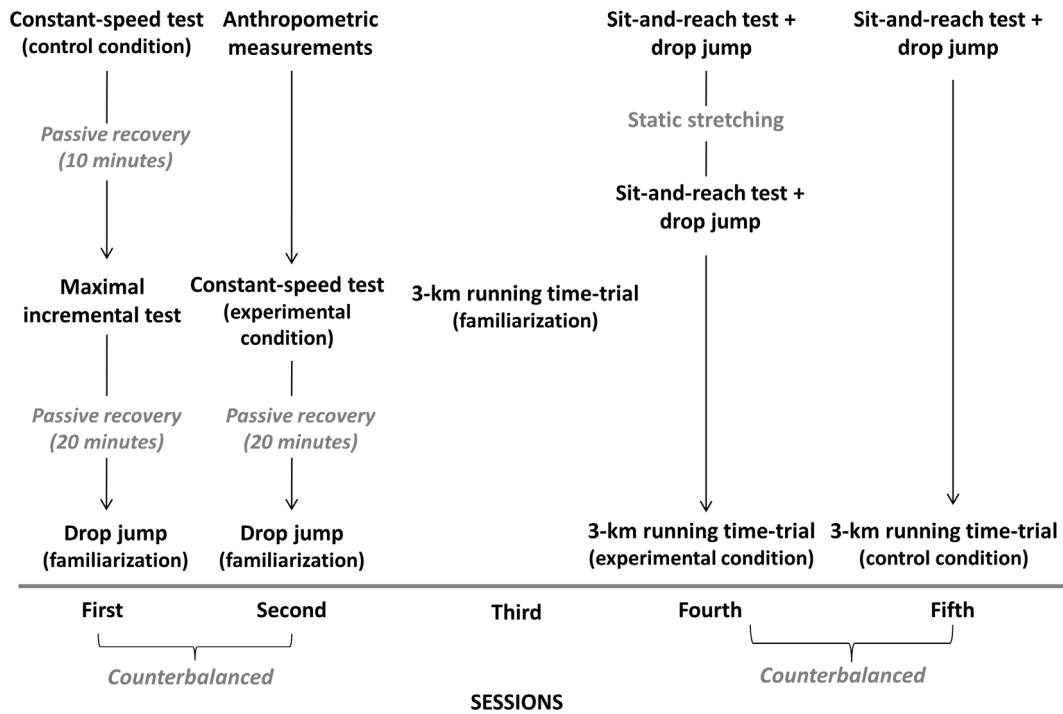 Constant-speed test
(control condition)
Passive recovery
(10 minutes)
Maximal
incremental test
Passive recovery
(20 minutes)
Drop jump
(familiarization)
Anthropometric
measurements
Constant-speed test
(experimental
condition)
Passive recovery
(20 minutes)
Drop jump
(familiarization)
3-km running time-trial
(familiarization)
Sit-and-reach test +
drop jump
Static stretching
Sit-and-reach test +
drop jump
3-km running time-trial
(experimental condition)
Sit-and-reach test +
drop jump
3-km running time-trial
(control condition)
First
Second
Third
Fourth
Fifth
Counterbalanced
Counterbalanced
SESSIONS